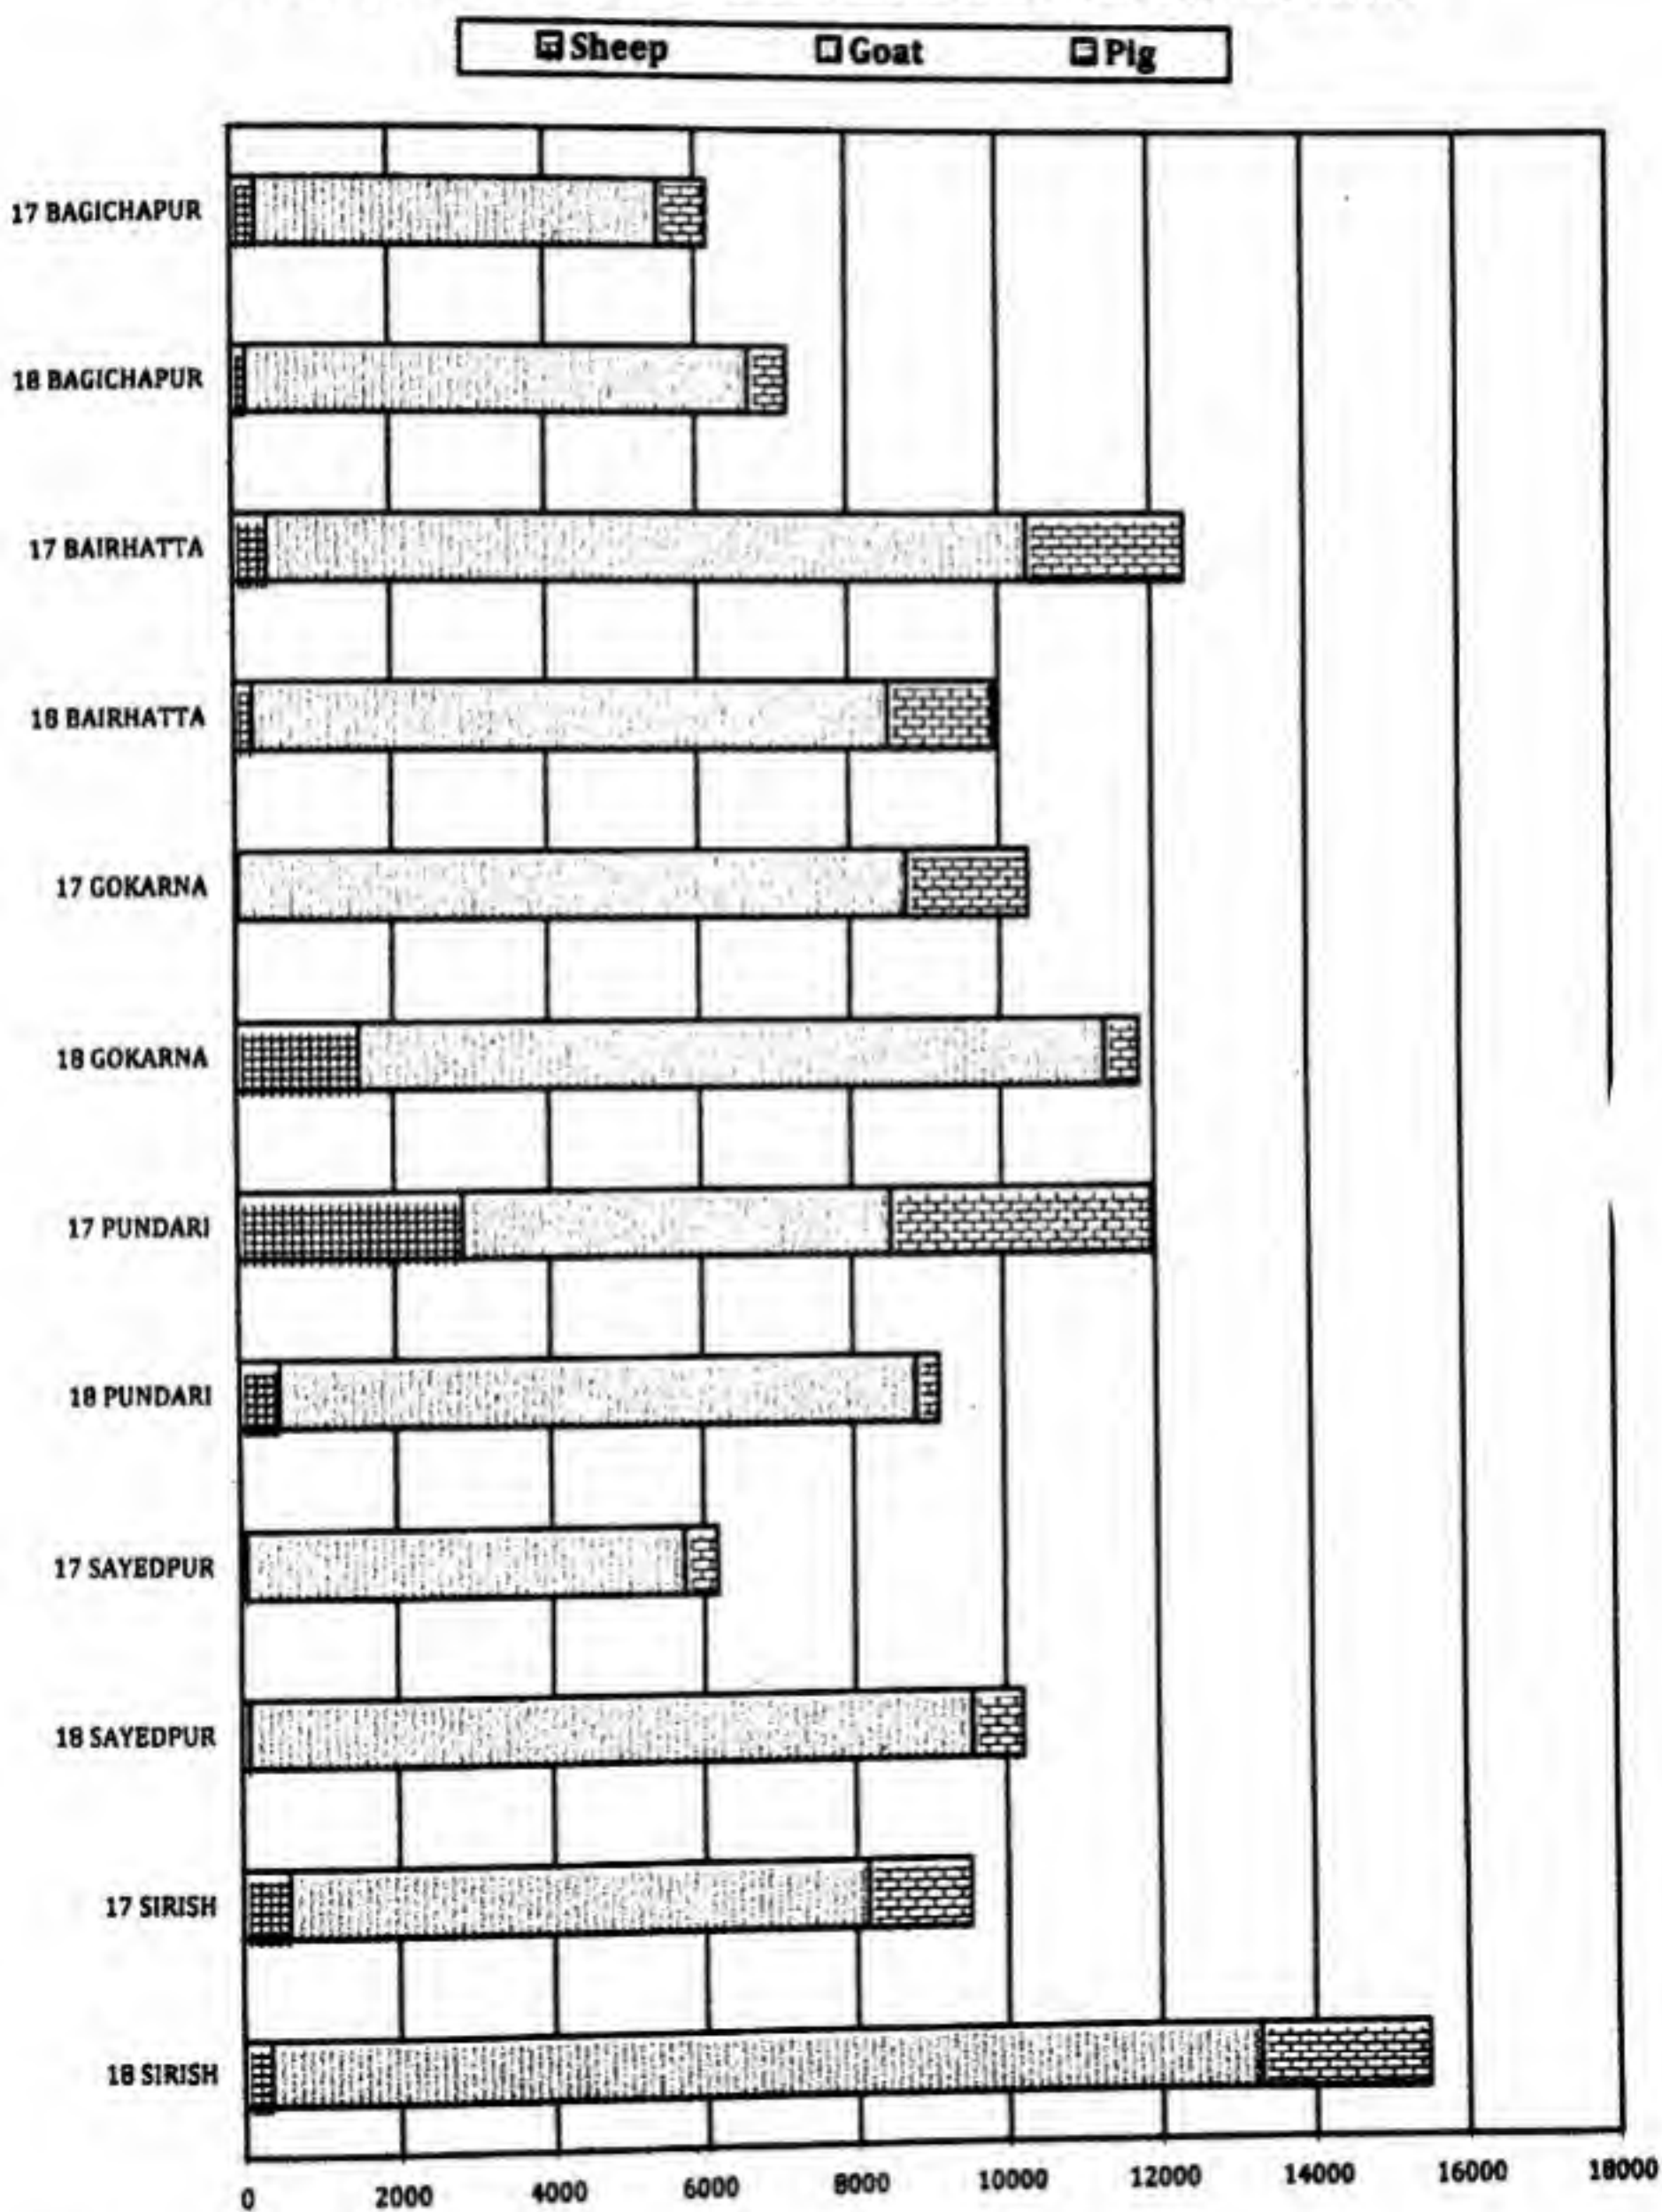 Sheep Goat Pig
17 BAGICHAPUR
18 BAGICHAPUR
17 BAIRHATTA
18 BAIRHATTA
17 GOKARNA
18 GOKARNA
17 PUNDARI
18 PUNDARI
17 SAYEDPUR
18 SAYEDPUR
17 SIRISH
18 SIRISH
0 2000 4000 6000 8000 10000 12000 14000 16000 18000